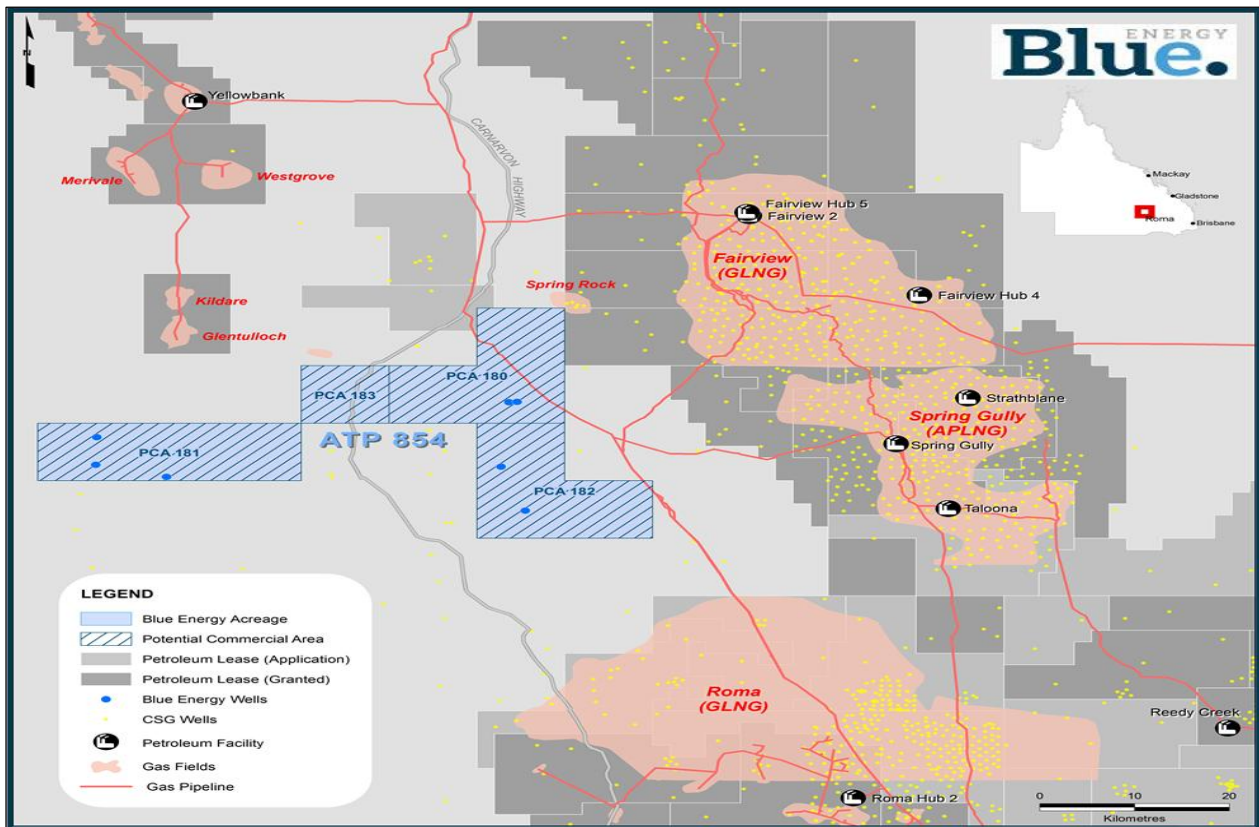 ENERGY
Blue.
N
Yellowbank
CARNARVON HIGHWAY
Merivale
Westgrove
Mackay
Gladstone
Roma
Brisbane
Fairview Hub 5
Fairview 2
Fairview
(GLNG)
Spring Rock
Fairview Hub 4
Kildare
Glentulloch
PCA 180
PCA 183
Strathblane
ATP 854
Spring Gully
(APLNG)
Spring Gully
PCA 181
PCA 182
Taloona
LEGEND
Blue Energy Acreage
Potential Commercial Area
Petroleum Lease (Application)
Petroleum Lease (Granted)
Blue Energy Wells
CSG Wells
Petroleum Facility
Gas Fields
Gas Pipeline
Roma
(GLNG)
Reedy Creek
Roma Hub 2
0 10 20
Kilometres